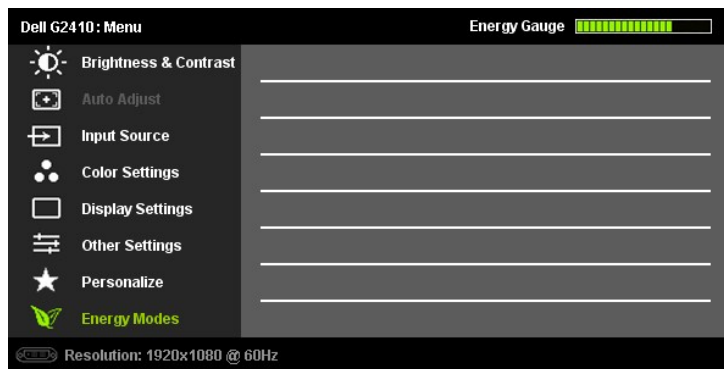 Dell G2410 : Menu
Energy Gauge
Brightness & Contrast
Auto Adjust
Input Source
Color Settings
Display Settings
Other Settings
Personalize
Energy Modes
Resolution: 1920x1080 @ 60Hz